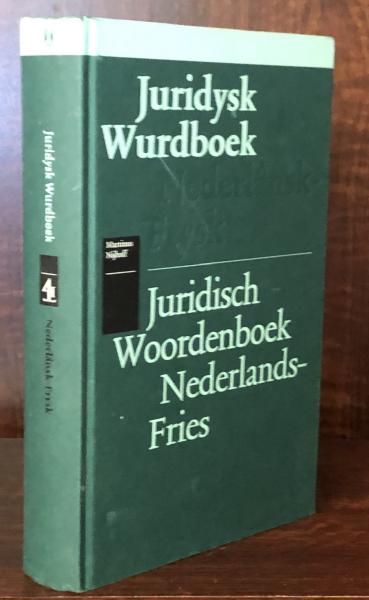 Juridysk
Wurdboek
Nederlânsk-
Frysk
Martinus
Nijhoff
Juridisch
Woordenboek
Nederlands-
Fries
Juridysk Wurdboek
4
Nederlânsk-Frysk